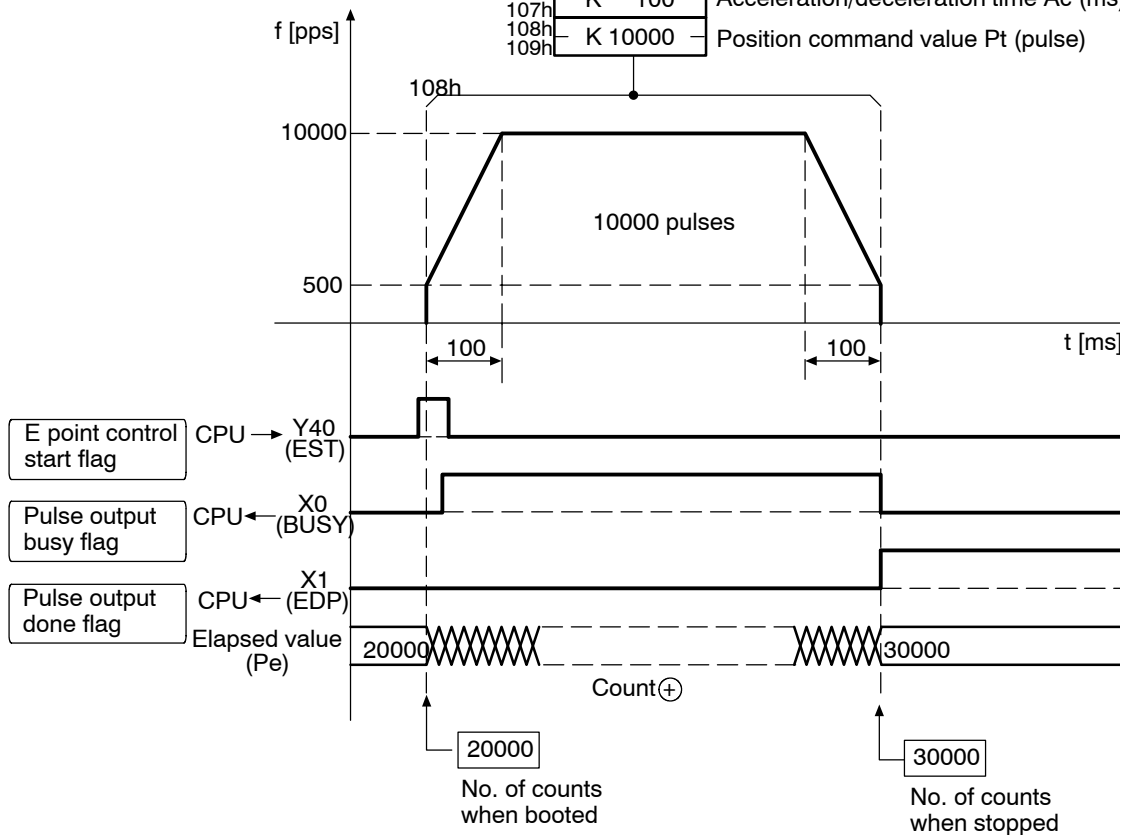 107h
K 100
Acceleration/deceleration time Ac (ms)
108h
109h
K 10000
Position command value Pt (pulse)
f [pps]
108h
10000
10000 pulses
500
t [ms]
100
100
E point control
start flag
CPU
Y40
(EST)
Pulse output
busy flag
CPU
X0
(BUSY)
Pulse output
done flag
CPU
X1
(EDP)
Elapsed value
(Pe)
20000
30000
Count +
20000
No. of counts
when booted
30000
No. of counts
when stopped